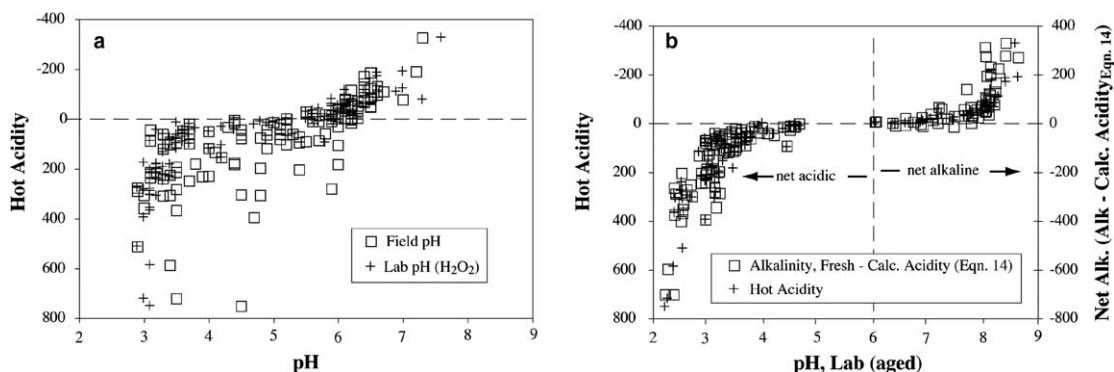 a
Hot Acidity
-400
-200
0
200
400
600
800
Field pH
Lab pH (H₂O₂)
2 3 4 5 6 7 8 9
pH
b
Hot Acidity
-400
-200
0
200
400
600
800
net acidic
net alkaline
Alkalinity, Fresh - Calc. Acidity (Eqn. 14)
Hot Acidity
2 3 4 5 6 7 8 9
pH, Lab (aged)
400
200
0
-200
-400
-600
-800
Net Alk. (Alk - Calc. Acidity Eqn. 14)